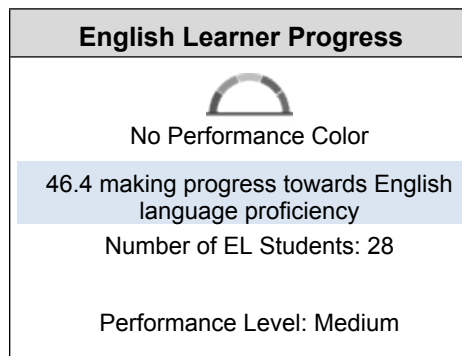 English Learner Progress
No Performance Color
46.4 making progress towards English
language proficiency
Number of EL Students: 28
Performance Level: Medium